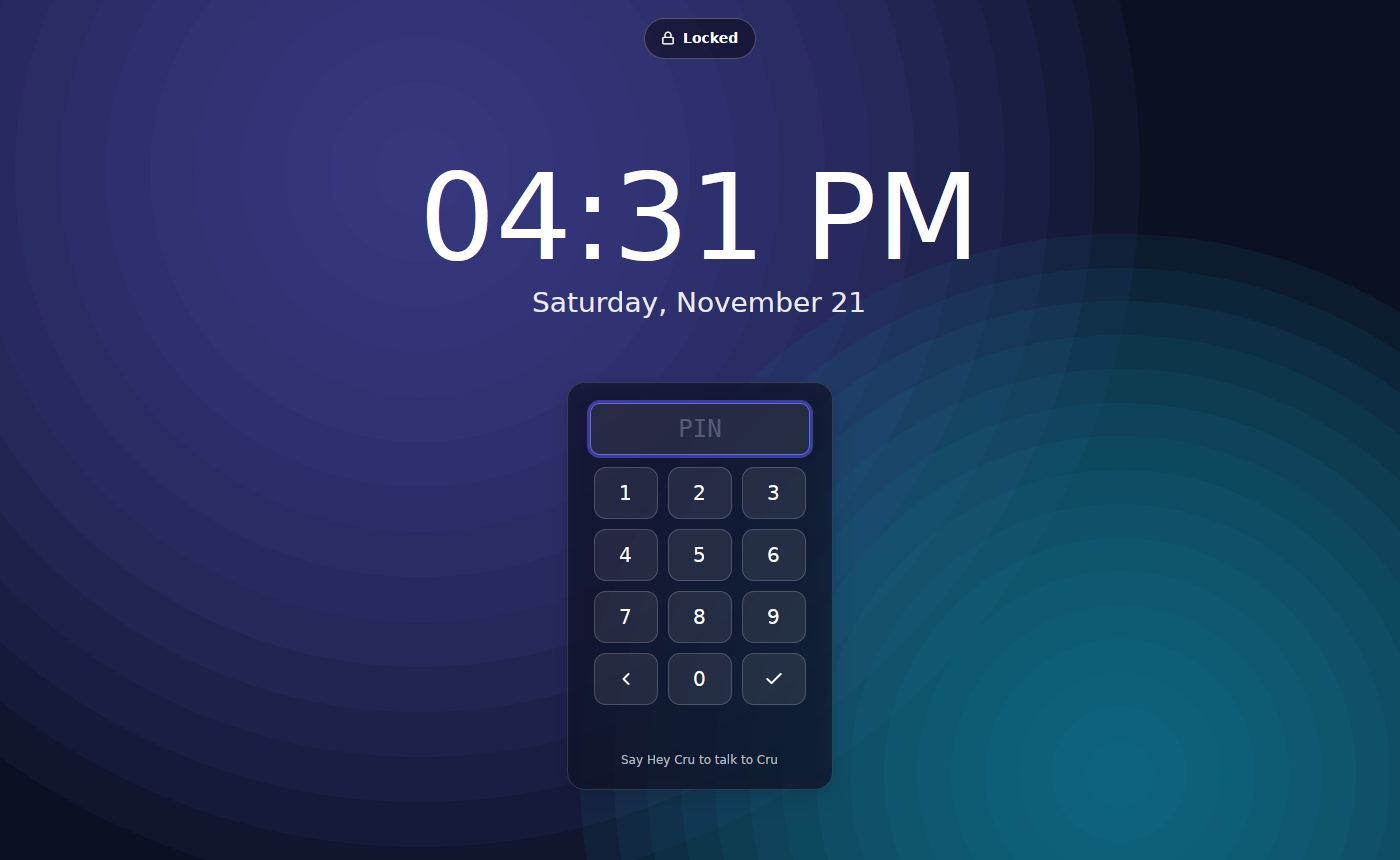 Locked
04:31 PM
Saturday, November 21
PIN
1 2 3
4 5 6
7 8 9
0
Say Hey Cru to talk to Cru